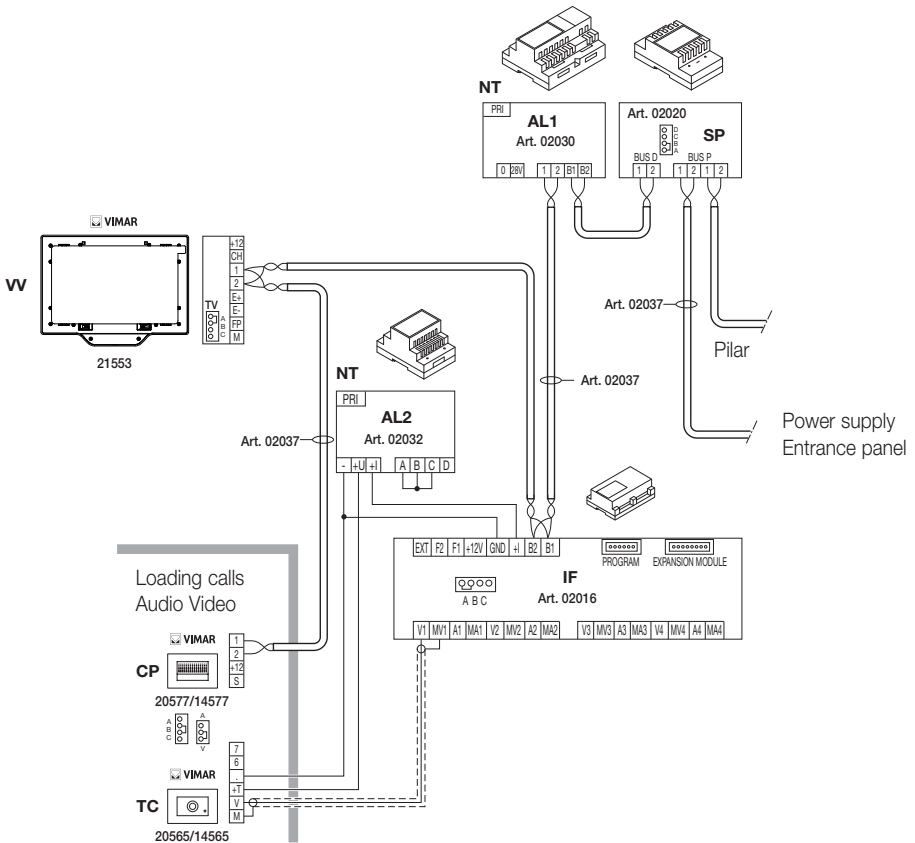 NT
PRI
AL1
Art. 02030
0 28V 1 2 B1 B2
Art. 02020
D
C
B
A
SP
BUS D BUS P
1 2 1 2 1 2
VIMAR
VV
21553
+12
CH
1
2
E+
E-
FP
M
TV
A
B
C
Art. 02037
Pilar
NT
PRI
AL2
Art. 02032
- +U +I A B C D
Art. 02037
Art. 02037
Power supply
Entrance panel
EXT F2 F1 +12V GND +I B2 B1
PROGRAM EXPANSION MODULE
IF
A B C
Art. 02016
V1 MV1 A1 MA1 V2 MV2 A2 MA2 V3 MV3 A3 MA3 V4 MV4 A4 MA4
Loading calls
Audio Video
VIMAR
CP
20577/14577
1
2
+12
S
A
B
C
A
V
7
6
.
+T
V
M
VIMAR
TC
20565/14565